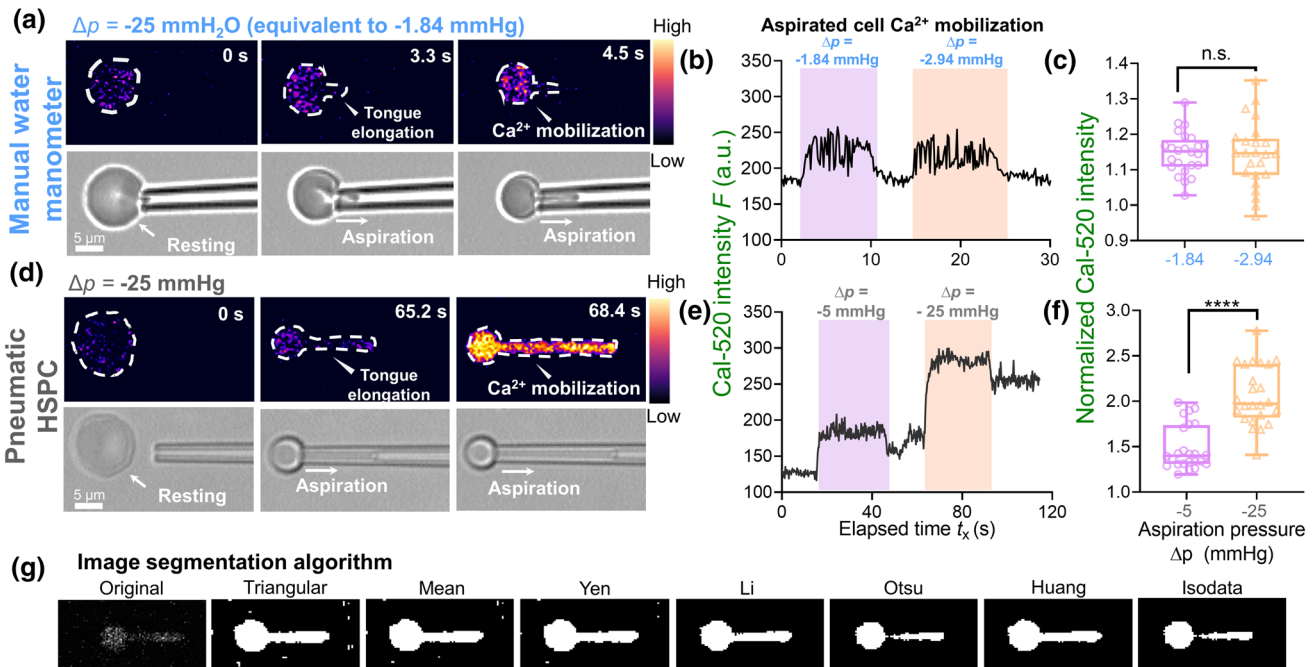 (a)
Δp = -25 mmH₂O (equivalent to -1.84 mmHg)
Manual water
manometer
0 s
3.3 s
Tongue
elongation
4.5 s
Ca²⁺ mobilization
High
Low
5 μm
Resting
Aspiration
Aspiration
Aspirated cell Ca²⁺ mobilization
(b)
Δp =
-1.84 mmHg
Δp =
-2.94 mmHg
350
300
250
200
150
100
0
10
20
30
Cal-520 intensity F (a.u.)
(c)
n.s.
1.4
1.3
1.2
1.1
1.0
0.9
-1.84
-2.94
Normalized Cal-520 intensity
(d)
Δp = -25 mmHg
Pneumatic
HSPC
0 s
65.2 s
Tongue
elongation
68.4 s
Ca²⁺ mobilization
High
Low
5 μm
Resting
Aspiration
Aspiration
(e)
Δp =
-5 mmHg
Δp =
- 25 mmHg
350
300
250
200
150
100
0
40
80
120
Elapsed time tₓ (s)
(f)
****
3.0
2.5
2.0
1.5
1.0
-5
-25
Aspiration pressure
Δp (mmHg)
(g)
Image segmentation algorithm
Original
Triangular
Mean
Yen
Li
Otsu
Huang
Isodata